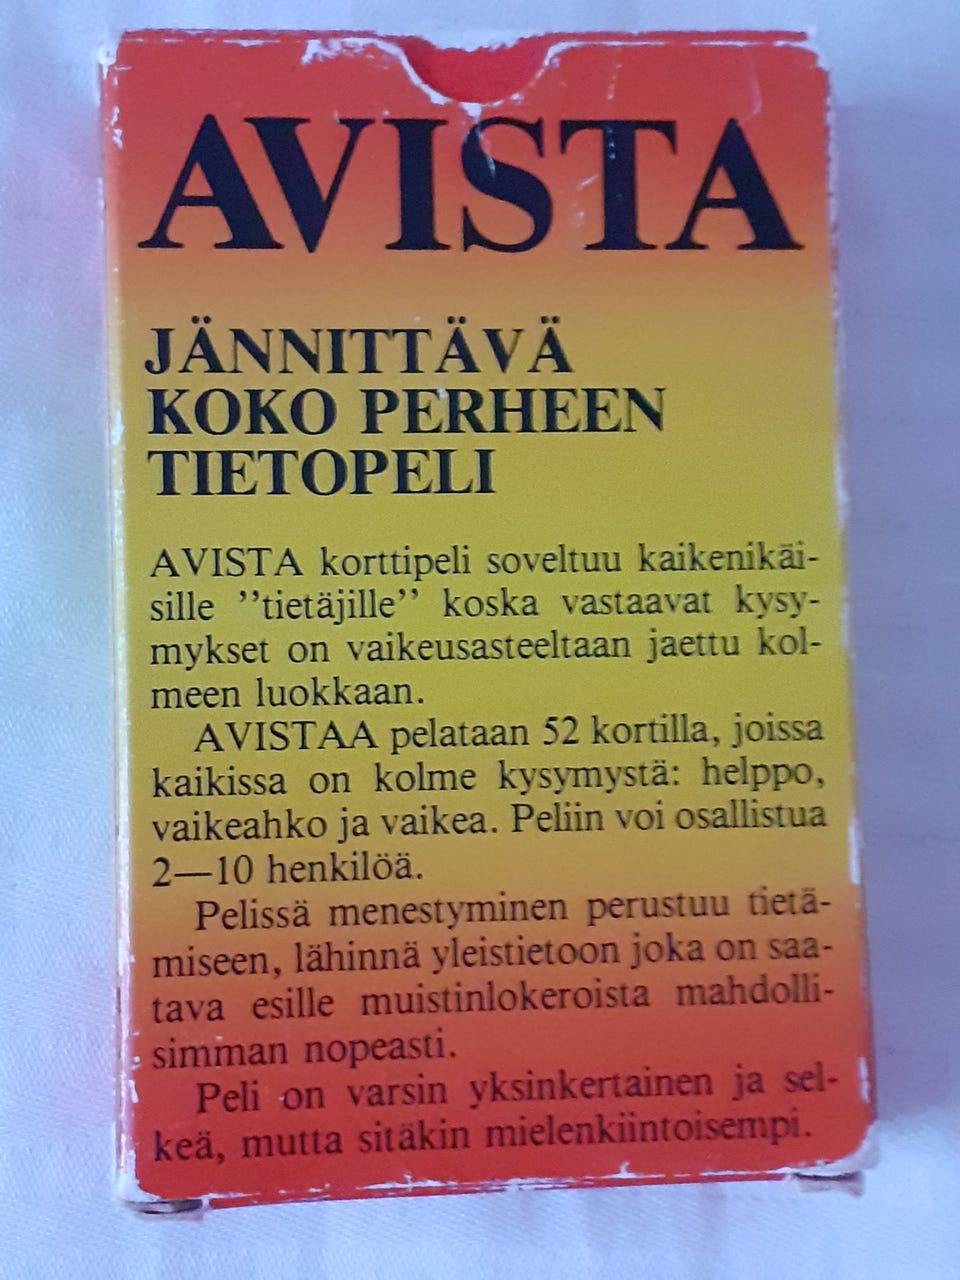 AVISTA
JÄNNITTÄVÄ
KOKO PERHEEN
TIETOPELI
AVISTA korttipeli soveltuu kaikenikäi-
sille ”tietäjille” koska vastaavat kysy-
mykset on vaikeusasteeltaan jaettu kol-
meen luokkaan.
AVISTAA pelataan 52 kortilla, joissa
kaikissa on kolme kysymystä: helppo,
vaikeahko ja vaikea. Peliin voi osallistua
2—10 henkilöä.
Pelissä menestyminen perustuu tietä-
miseen, lähinnä yleistietoon joka on saa-
tava esille muistinlokeroista mahdolli-
simman nopeasti.
Peli on varsin yksinkertainen ja sel-
keä, mutta sitäkin mielenkiintoisempi.